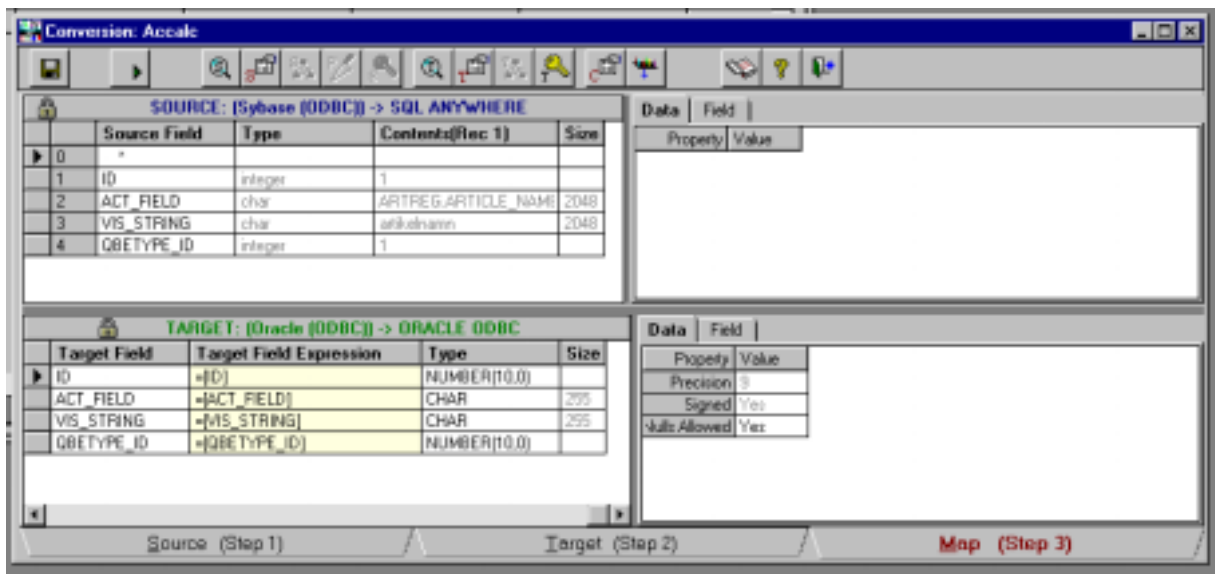 Conversion: Accalc
SOURCE: (Sybase (ODBC)) -> SQL ANYWHERE
Source Field Type Contents(Rec 1) Size
0 *
1 ID integer 1
2 ACT_FIELD char ARTREG.ARTICLE_NAME 2048
3 VIS_STRING char artikelnamn 2048
4 QBETYPE_ID integer 1
Data Field
Property Value
TARGET: (Oracle (ODBC)) -> ORACLE ODBC
Target Field Target Field Expression Type Size
ID =[ID] NUMBER(10,0)
ACT_FIELD =[ACT_FIELD] CHAR 255
VIS_STRING =[VIS_STRING] CHAR 255
QBETYPE_ID =[QBETYPE_ID] NUMBER(10,0)
Data Field
Property Value
Precision 9
Signed Yes
Nulls Allowed Yes
Source (Step 1) Target (Step 2) Map (Step 3)